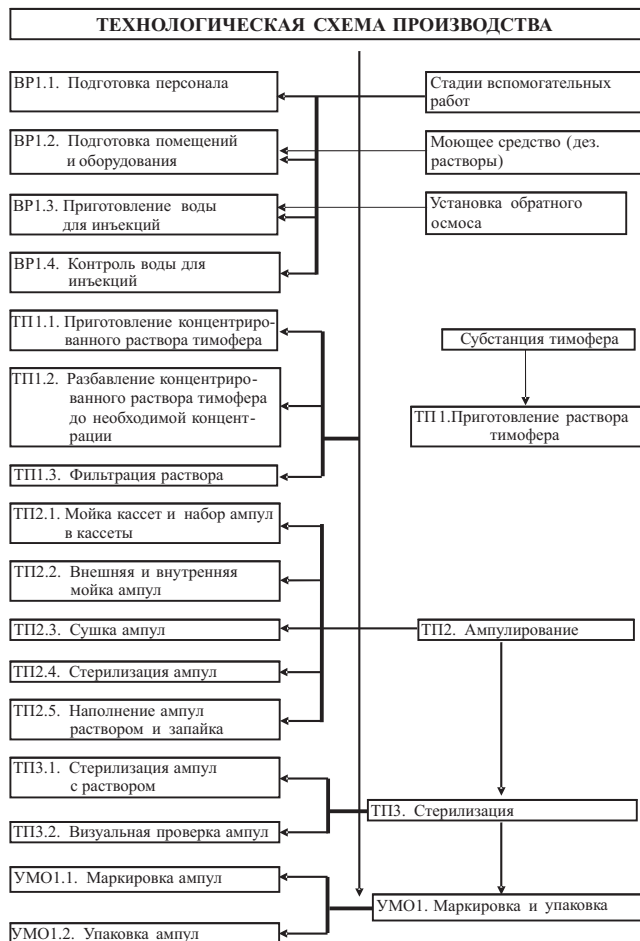 ТЕХНОЛОГИЧЕСКАЯ СХЕМА ПРОИЗВОДСТВА
ВР1.1. Подготовка персонала
Стадии вспомогательных
работ
ВР1.2. Подготовка помещений
и оборудования
Моющее средство (дез.
растворы)
ВР1.3. Приготовление воды
для инъекций
Установка обратного
осмоса
ВР1.4. Контроль воды для
инъекций
ТП1.1. Приготовление концентриро-
ванного раствора тимофера
Субстанция тимофера
ТП1.2. Разбавление концентриро-
ванного раствора тимофера
до необходимой концент-
рации
ТП1.Приготовление раствора
тимофера
ТП1.3. Фильтрация раствора
ТП2.1. Мойка кассет и набор ампул
в кассеты
ТП2.2. Внешняя и внутренняя
мойка ампул
ТП2.3. Сушка ампул
ТП2. Ампулирование
ТП2.4. Стерилизация ампул
ТП2.5. Наполнение ампул
раствором и запайка
ТП3.1. Стерилизация ампул
с раствором
ТП3. Стерилизация
ТП3.2. Визуальная проверка ампул
УМО1.1. Маркировка ампул
УМО1. Маркировка и упаковка
УМО1.2. Упаковка ампул